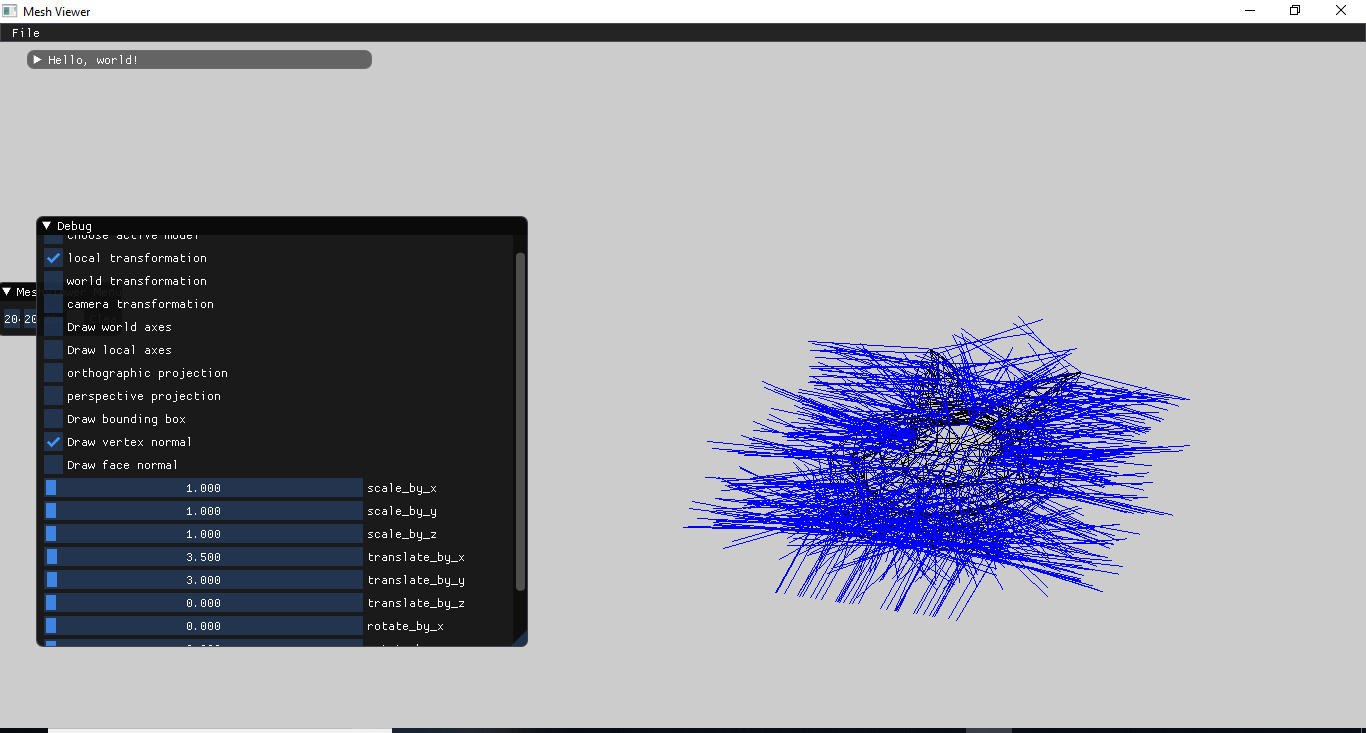 Mesh Viewer
File
Hello, world!
Debug
choose active model
local transformation
world transformation
camera transformation
Draw world axes
Draw local axes
orthographic projection
perspective projection
Draw bounding box
Draw vertex normal
Draw face normal
1.000 scale_by_x
1.000 scale_by_y
1.000 scale_by_z
3.500 translate_by_x
3.000 translate_by_y
0.000 translate_by_z
0.000 rotate_by_x
Mes
20
20